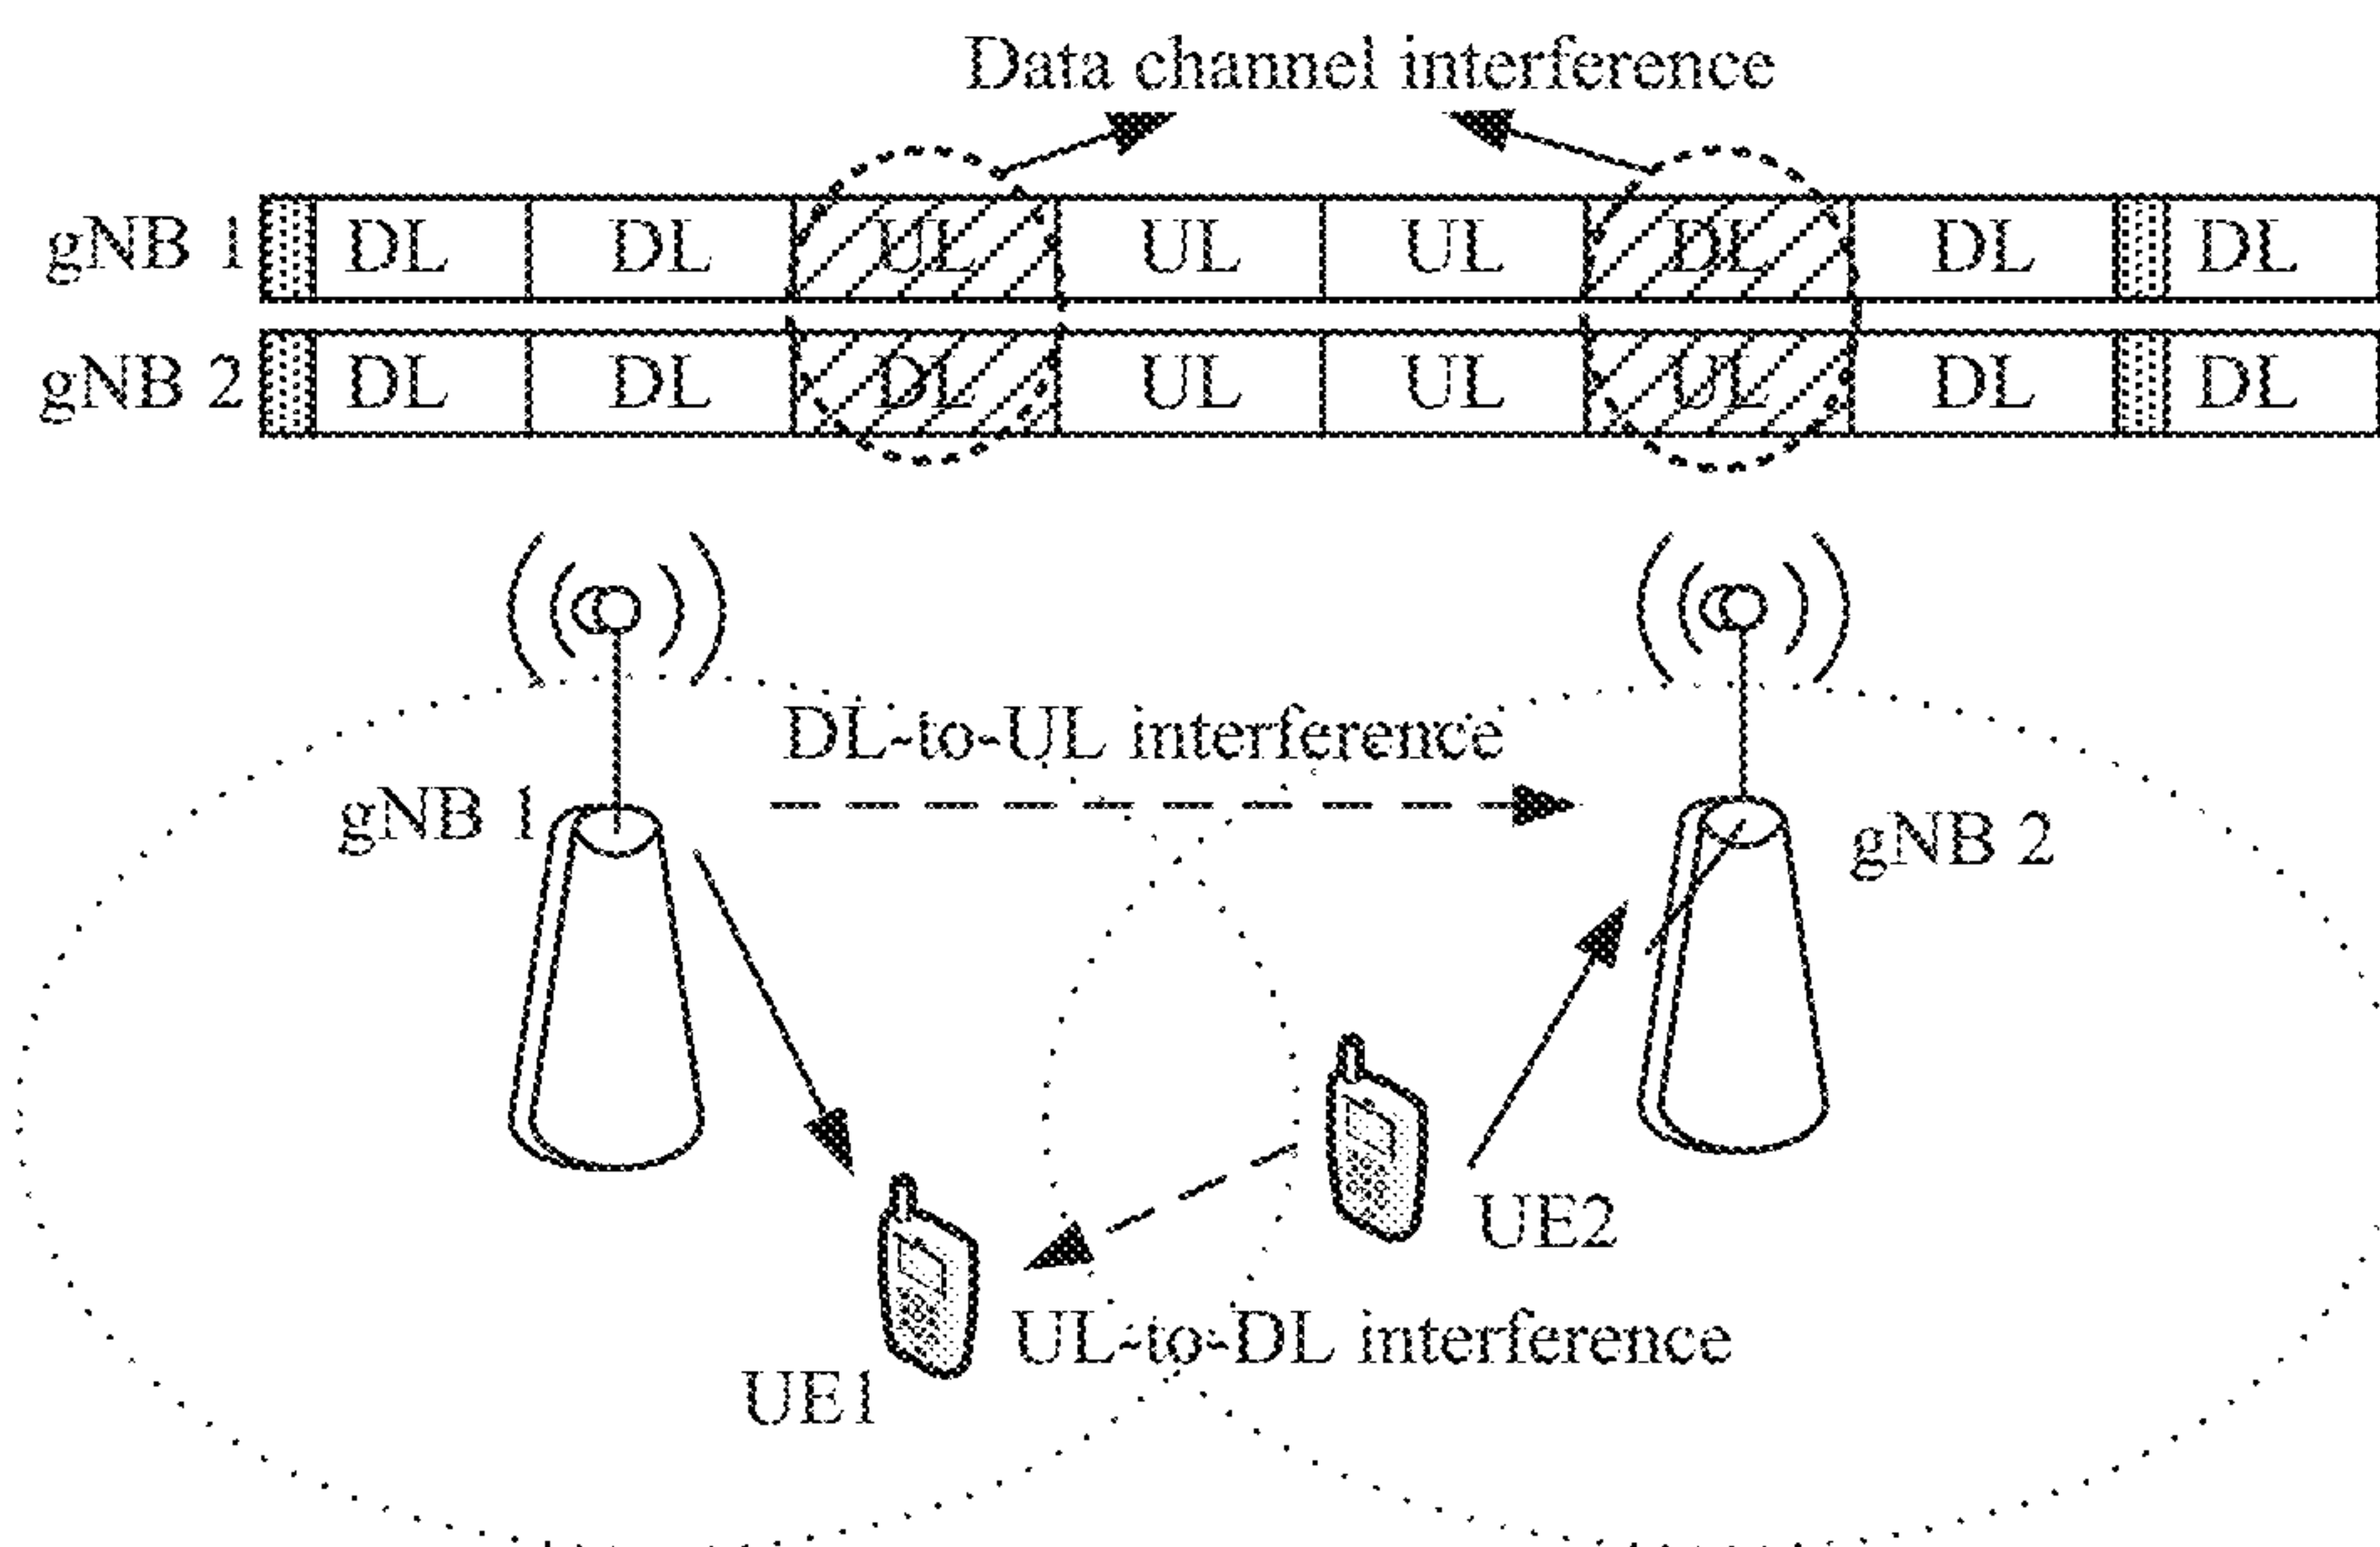 Data channel interference
gNB 1 DL DL UL UL UL DL DL DL
gNB 2 DL DL DL UL UL UL DL DL
DL-to-UL interference
gNB 1
gNB 2
UE2
UL-to-DL interference
UE1